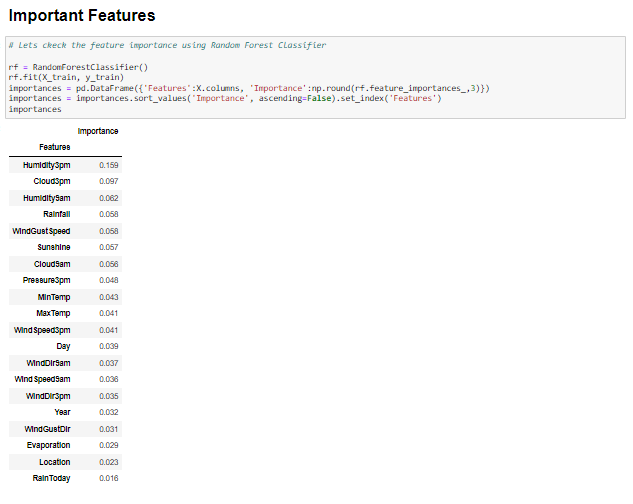 Important Features
# Lets ckeck the feature importance using Random Forest Classifier
rf = RandomForestClassifier()
rf.fit(X_train, y_train)
importances = pd.DataFrame({'Features':X.columns, 'Importance':np.round(rf.feature_importances_,3)})
importances = importances.sort_values('Importance', ascending=False).set_index('Features')
importances
Importance
Features
Humidity3pm 0.159
Cloud3pm 0.097
Humidity9am 0.062
Rainfall 0.058
WindGustSpeed 0.058
Sunshine 0.057
Cloud9am 0.056
Pressure3pm 0.048
MinTemp 0.043
MaxTemp 0.041
WindSpeed3pm 0.041
Day 0.039
WindDir9am 0.037
WindSpeed9am 0.036
WindDir3pm 0.035
Year 0.032
WindGustDir 0.031
Evaporation 0.029
Location 0.023
RainToday 0.016